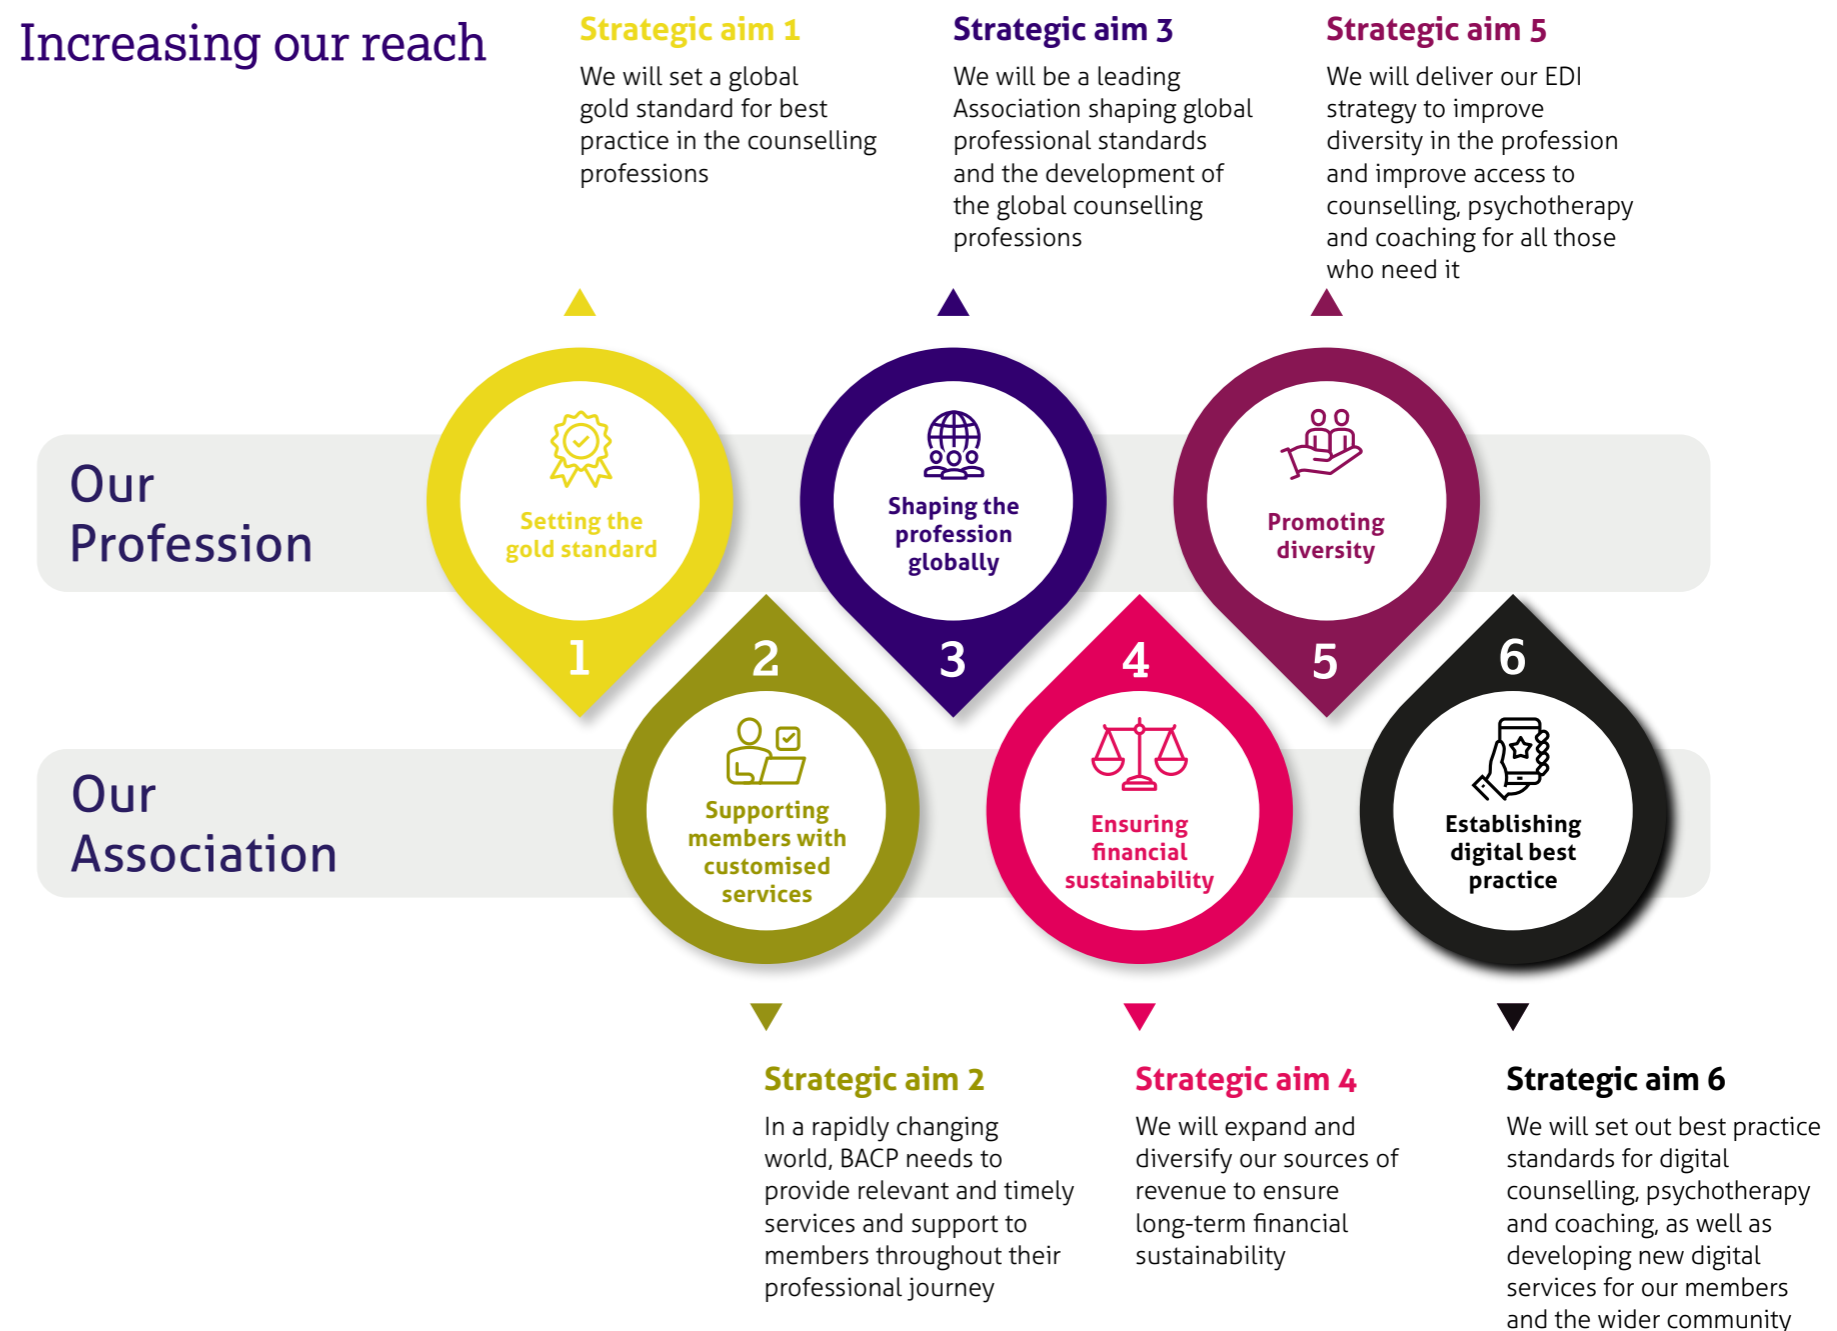 Increasing our reach
Strategic aim 1
We will set a global
gold standard for best
practice in the counselling
professions
Strategic aim 3
We will be a leading
Association shaping global
professional standards
and the development of
the global counselling
professions
Strategic aim 5
We will deliver our EDI
strategy to improve
diversity in the profession
and improve access to
counselling, psychotherapy
and coaching for all those
who need it
Our
Profession
Setting the
gold standard
1
Shaping the
profession
globally
3
Promoting
diversity
5
Our
Association
2
Supporting
members with
customised
services
4
Ensuring
financial
sustainability
6
Establishing
digital best
practice
Strategic aim 2
In a rapidly changing
world, BACP needs to
provide relevant and timely
services and support to
members throughout their
professional journey
Strategic aim 4
We will expand and
diversify our sources of
revenue to ensure
long-term financial
sustainability
Strategic aim 6
We will set out best practice
standards for digital
counselling, psychotherapy
and coaching, as well as
developing new digital
services for our members
and the wider community